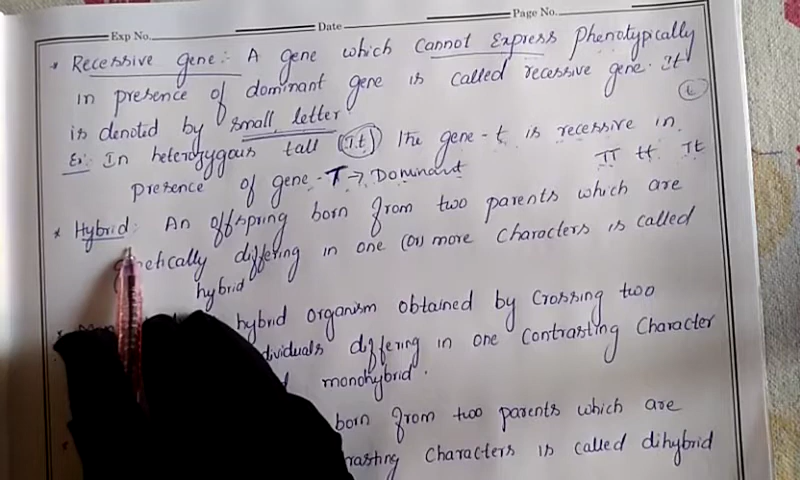 Exp No. Date Page No.
* Recessive gene:- A gene which cannot Express phenotypically
in presence of dominant gene is called recessive gene. It
is denoted by small letter. t
Ex: In heterozygous tall (T.t) The gene-t is recessive in
presence of gene-T→ Dominant TT tt Tt
* Hybrid: An offspring born from two parents which are
differing in one (or) more characters is called
hybrid
hybrid organism obtained by crossing two
differing in one contrasting character
monohybrid.
born from two parents which are
characters is called dihybrid